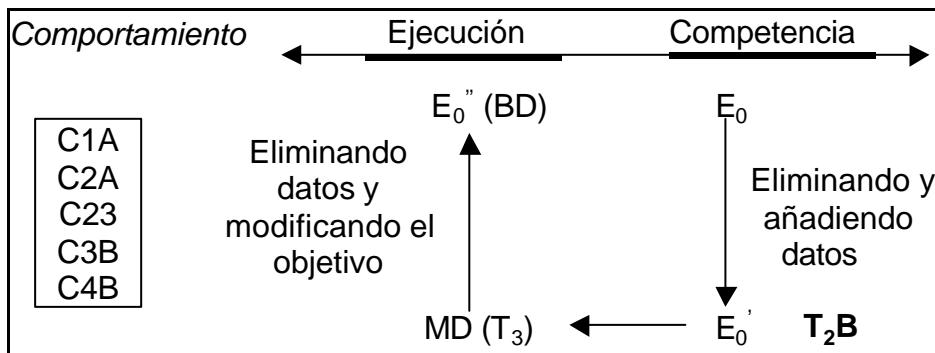 Comportamiento Ejecución Competencia
E₀” (BD) E₀
C1A
C2A
C23
C3B
C4B
Eliminando
datos y
modificando el
objetivo
Eliminando y
añadiendo
datos
MD (T₃) E₀’ T₂B